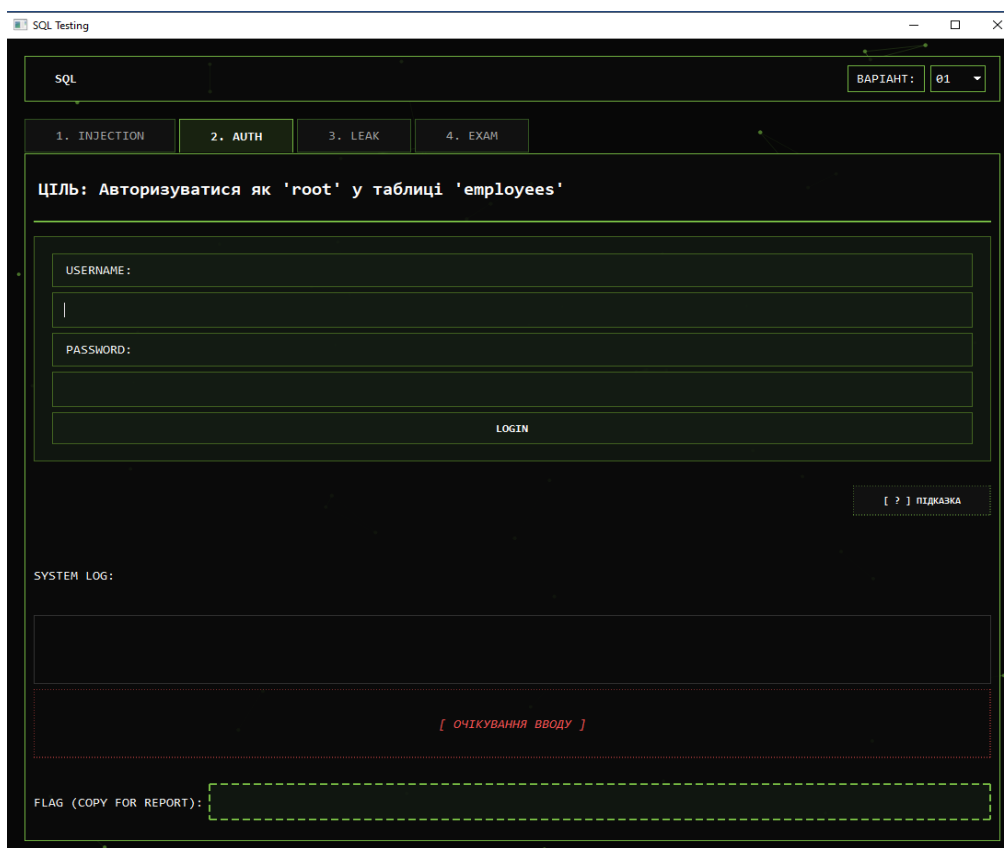 SQL Testing
SQL
ВАРІАНТ: 01
1. INJECTION 2. AUTH 3. LEAK 4. EXAM
ЦІЛЬ: Авторизуватися як 'root' у таблиці 'employees'
USERNAME:
PASSWORD:
LOGIN
[ ? ] ПІДКАЗКА
SYSTEM LOG:
[ ОЧІКУВАННЯ ВВОДУ ]
FLAG (COPY FOR REPORT):